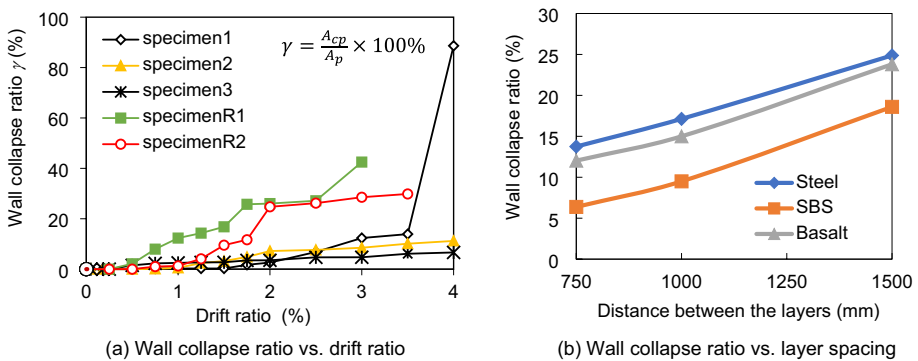 100
80
60
40
20
0
Wall collapse ratio γ (%)
specimen1
specimen2
specimen3
specimenR1
specimenR2
γ = A_cp / A_p × 100%
0 1 2 3 4
Drift ratio (%)
(a) Wall collapse ratio vs. drift ratio
30
25
20
15
10
5
0
Wall collapse ratio (%)
Steel
SBS
Basalt
750 1000 1250 1500
Distance between the layers (mm)
(b) Wall collapse ratio vs. layer spacing